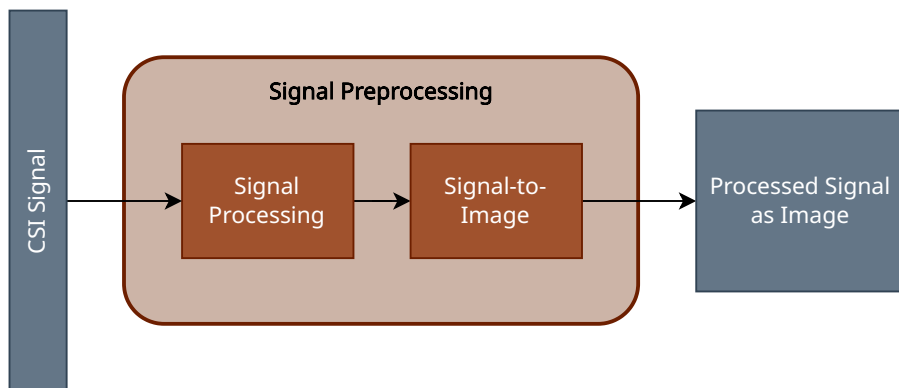 CSI Signal
Signal Preprocessing
Signal
Processing
Signal-to-
Image
Processed Signal
as Image